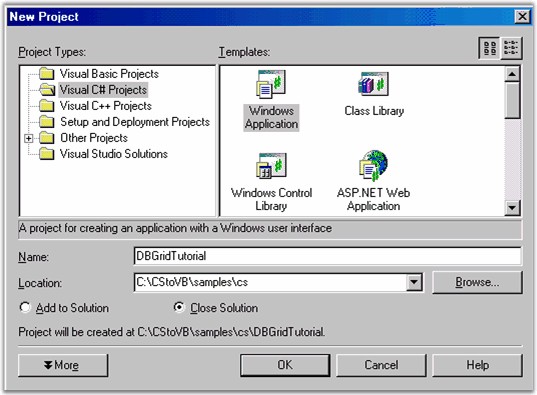 New Project
Project Types:
Templates:
Visual Basic Projects
Visual C# Projects
Visual C++ Projects
Setup and Deployment Projects
Other Projects
Visual Studio Solutions
Windows
Application
Class Library
Windows Control
Library
ASP.NET Web
Application
A project for creating an application with a Windows user interface
Name:
DBGridTutorial
Location:
C:\CStoVB\samples\cs
Browse...
Add to Solution
Close Solution
Project will be created at C:\CStoVB\samples\cs\DBGridTutorial.
More
OK
Cancel
Help